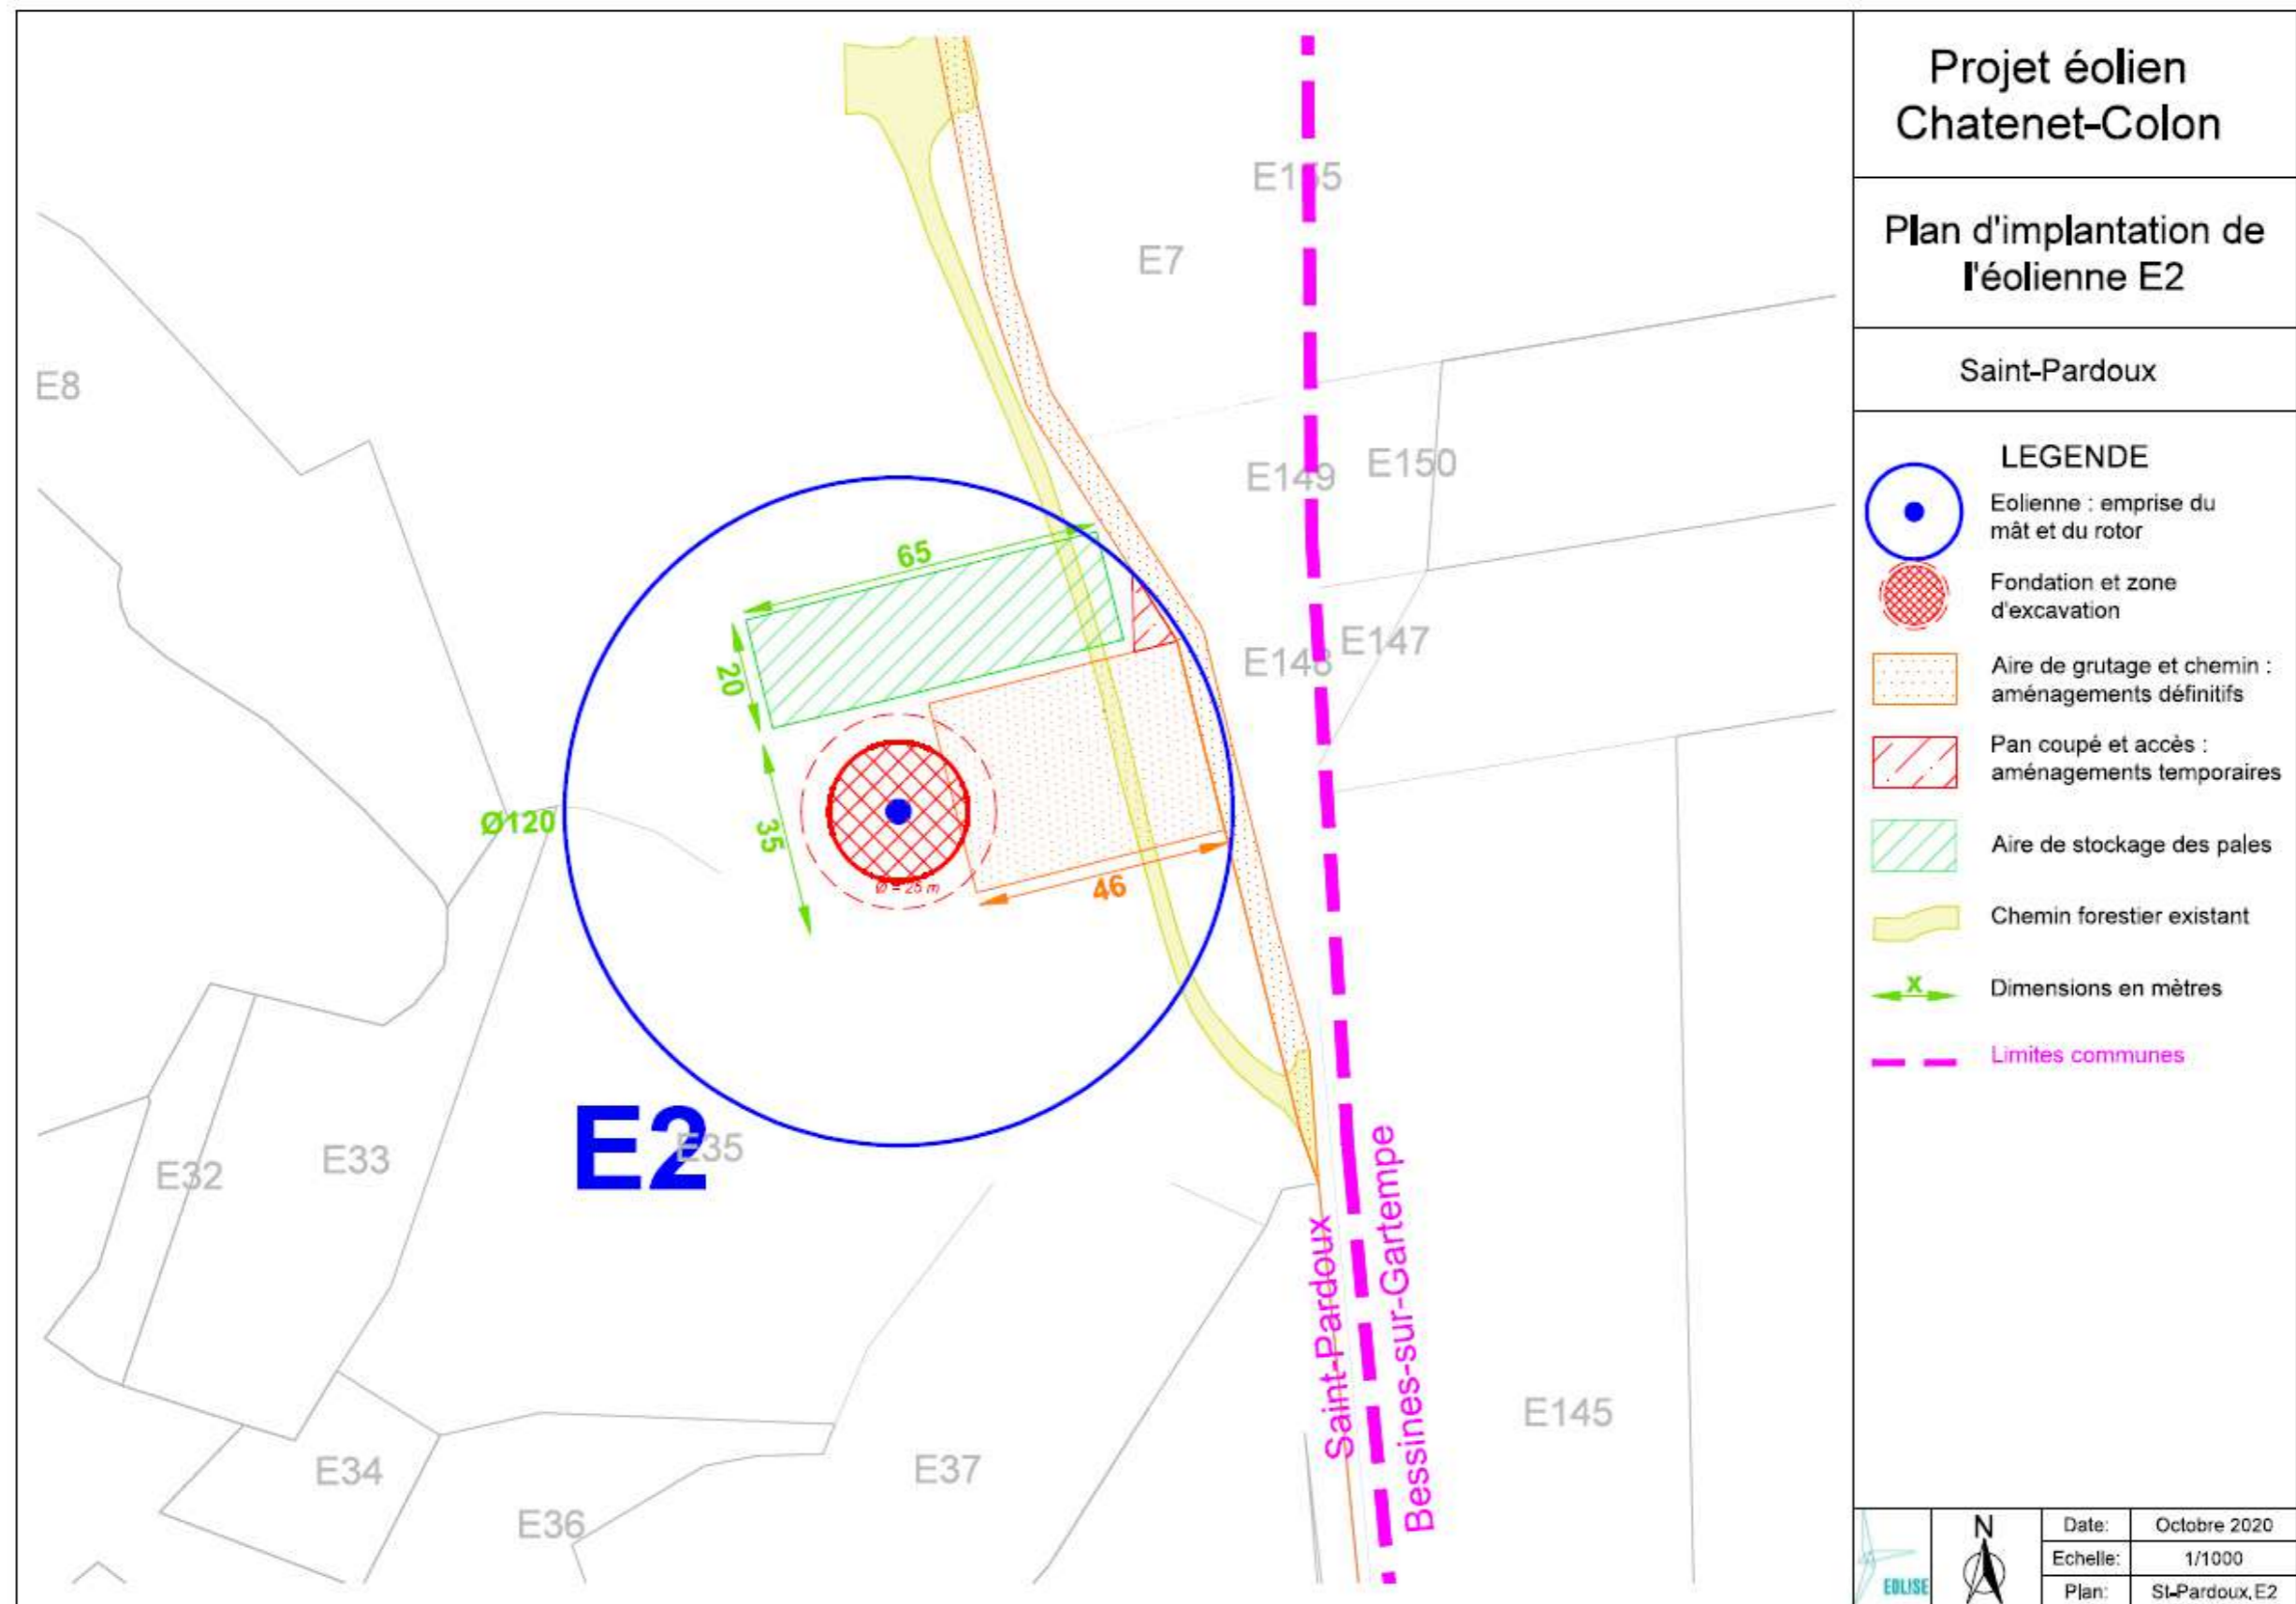 Projet éolien
Chatenet-Colon
Plan d'implantation de
l'éolienne E2
Saint-Pardoux
LEGENDE
Eolienne : emprise du
mât et du rotor
Fondation et zone
d'excavation
Aire de grutage et chemin :
aménagements définitifs
Pan coupé et accès :
aménagements temporaires
Aire de stockage des pales
Chemin forestier existant
X
Dimensions en mètres
Limites communes
EOLISE
N
Date: Octobre 2020
Echelle: 1/1000
Plan: St-Pardoux, E2
E165
E7
E8
E149
E150
65
E148
E147
20
35
Ø120
Ø = 25 m
46
E2
E35
E32
E33
Saint-Pardoux
Bessines-sur-Gartempe
E145
E34
E37
E36